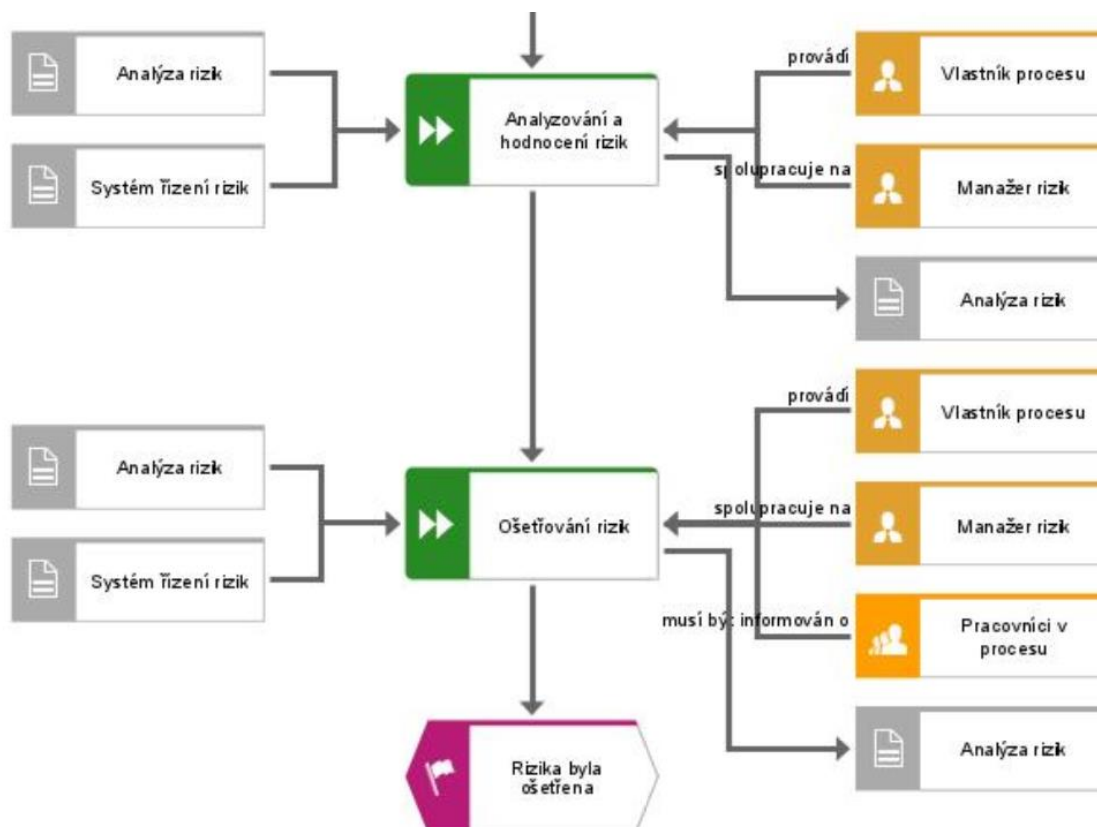 provádí
Analýza rizik
Vlastník procesu
Analyzování a
hodnocení rizik
spolupracuje na
Systém řízení rizik
Manažer rizik
Analýza rizik
provádí
Vlastník procesu
Analýza rizik
spolupracuje na
Ošetřování rizik
Manažer rizik
Systém řízení rizik
musí být informován o
Pracovníci v
procesu
Analýza rizik
Rizika byla
ošetřena